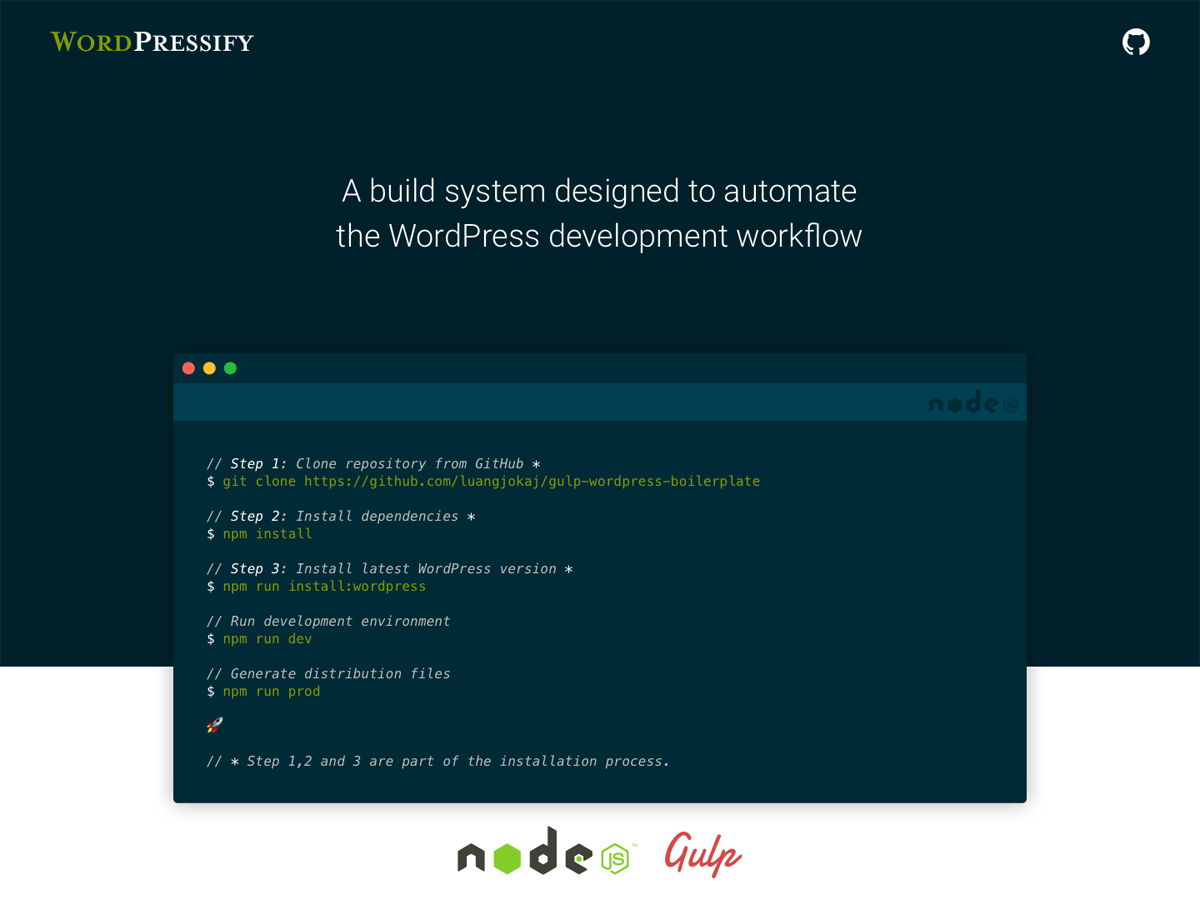 WORDPRESSIFY
A build system designed to automate
the WordPress development workflow
node JS
// Step 1: Clone repository from GitHub *
$ git clone https://github.com/luangjokaj/gulp-wordpress-boilerplate
// Step 2: Install dependencies *
$ npm install
// Step 3: Install latest WordPress version *
$ npm run install:wordpress
// Run development environment
$ npm run dev
// Generate distribution files
$ npm run prod
// * Step 1,2 and 3 are part of the installation process.
node JS™ Gulp